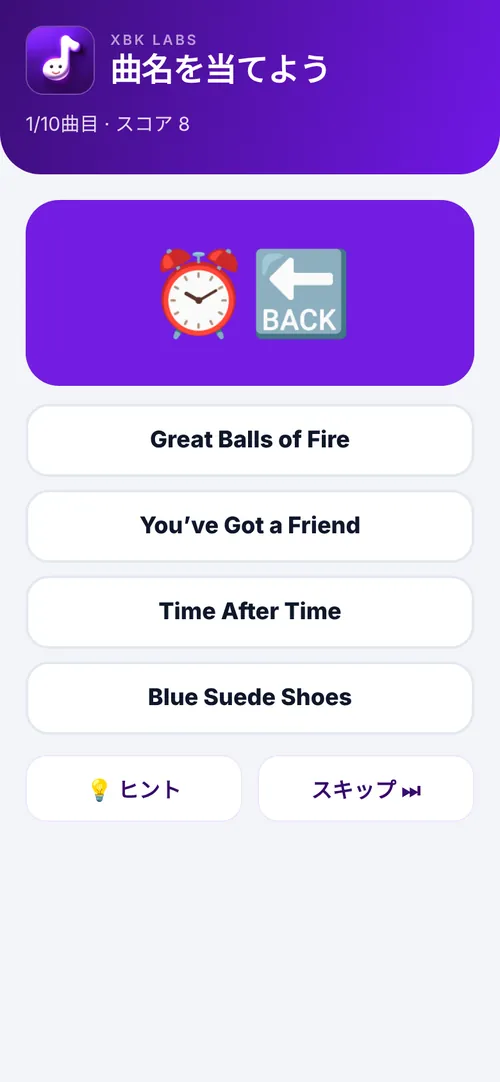 XBK LABS
曲名を当てよう
1/10曲目 · スコア 8
BACK
Great Balls of Fire
You’ve Got a Friend
Time After Time
Blue Suede Shoes
ヒント
スキップ